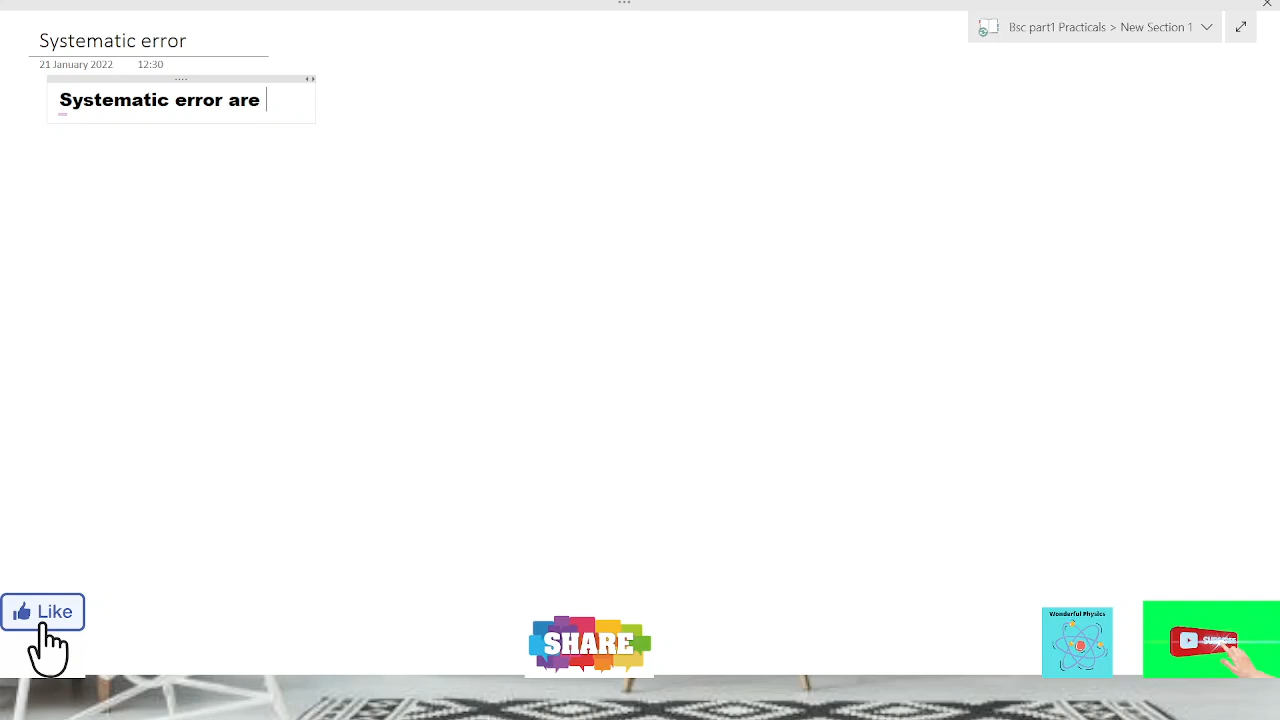 Systematic error
Bsc part1 Practicals > New Section 1
21 January 2022 12:30
Systematic error are
Like
SHARE
Wonderful Physics